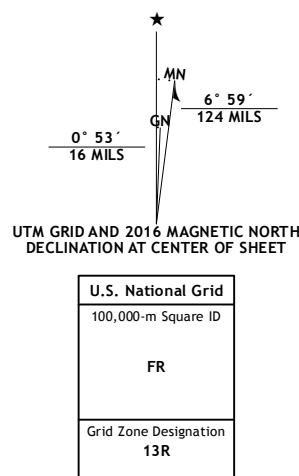 ★
MN
6° 59´
124 MILS
GN
0° 53´
16 MILS
UTM GRID AND 2016 MAGNETIC NORTH
DECLINATION AT CENTER OF SHEET
U.S. National Grid
100,000-m Square ID
FR
Grid Zone Designation
13R